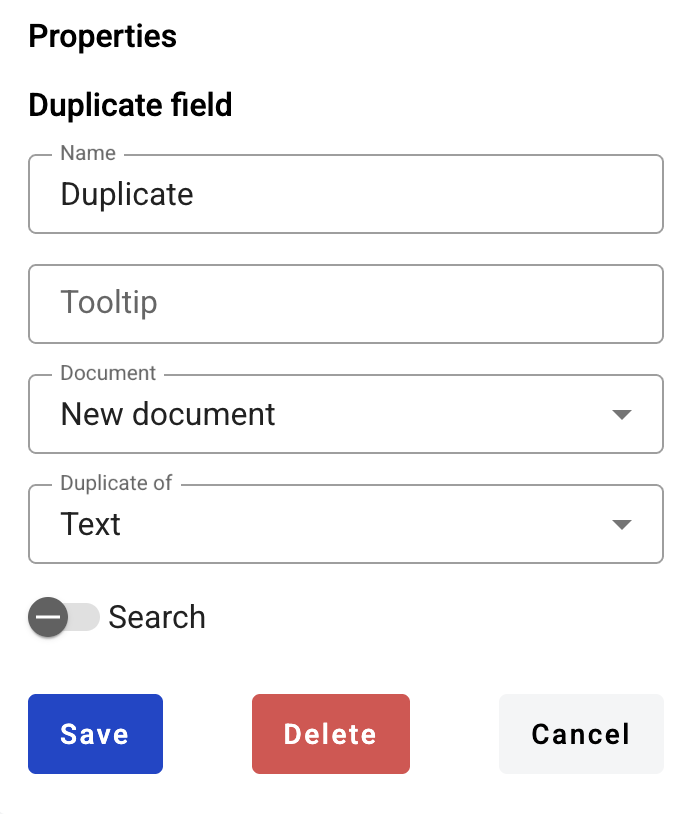 Properties
Duplicate field
Name
Duplicate
Tooltip
Document
New document
Duplicate of
Text
Search
Save Delete Cancel